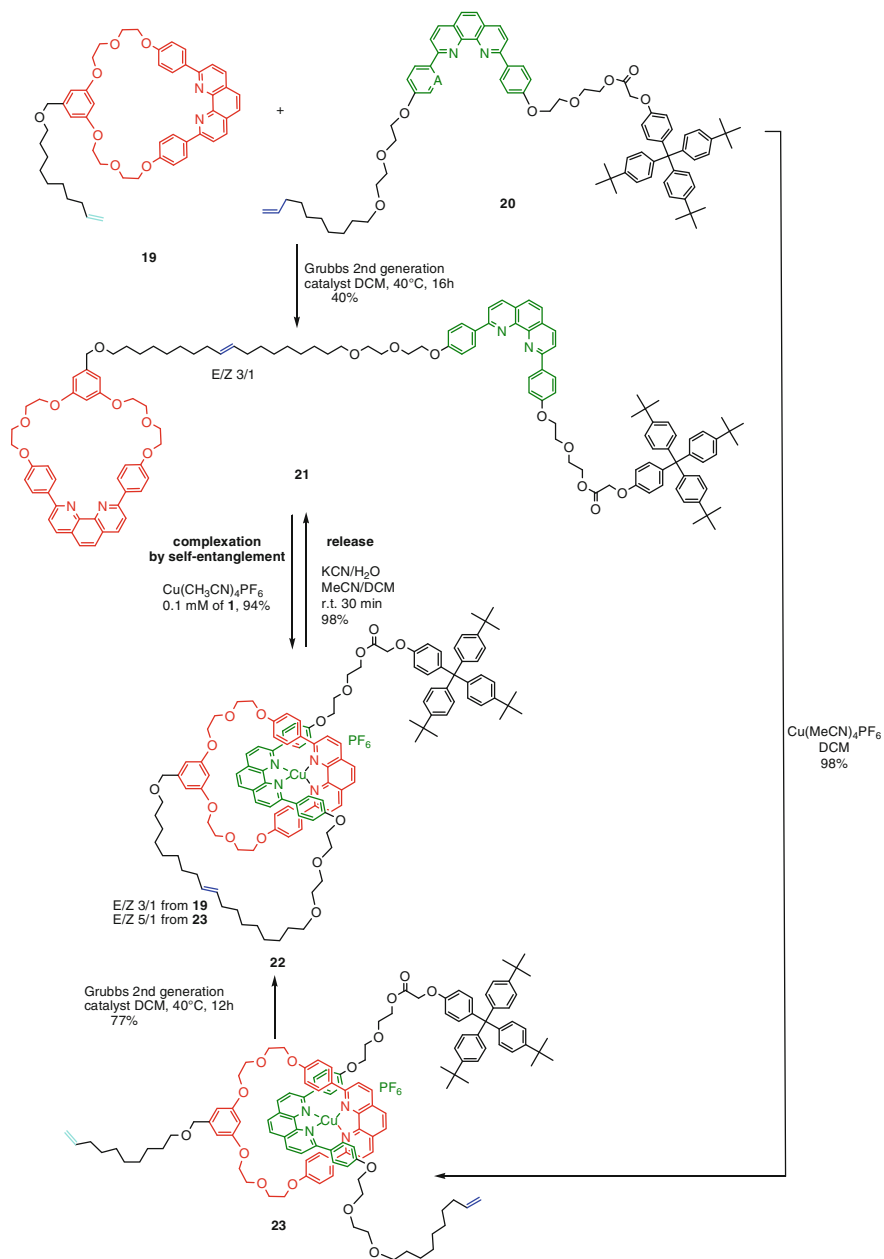 19
+
20
Grubbs 2nd generation
catalyst DCM, 40°C, 16h
40%
E/Z 3/1
21
complexation
by self-entanglement
Cu(CH3CN)4PF6
0.1 mM of 1, 94%
release
KCN/H2O
MeCN/DCM
r.t. 30 min
98%
Cu(MeCN)4PF6
DCM
98%
PF6
Cu
E/Z 3/1 from 19
E/Z 5/1 from 23
22
Grubbs 2nd generation
catalyst DCM, 40°C, 12h
77%
PF6
Cu
23